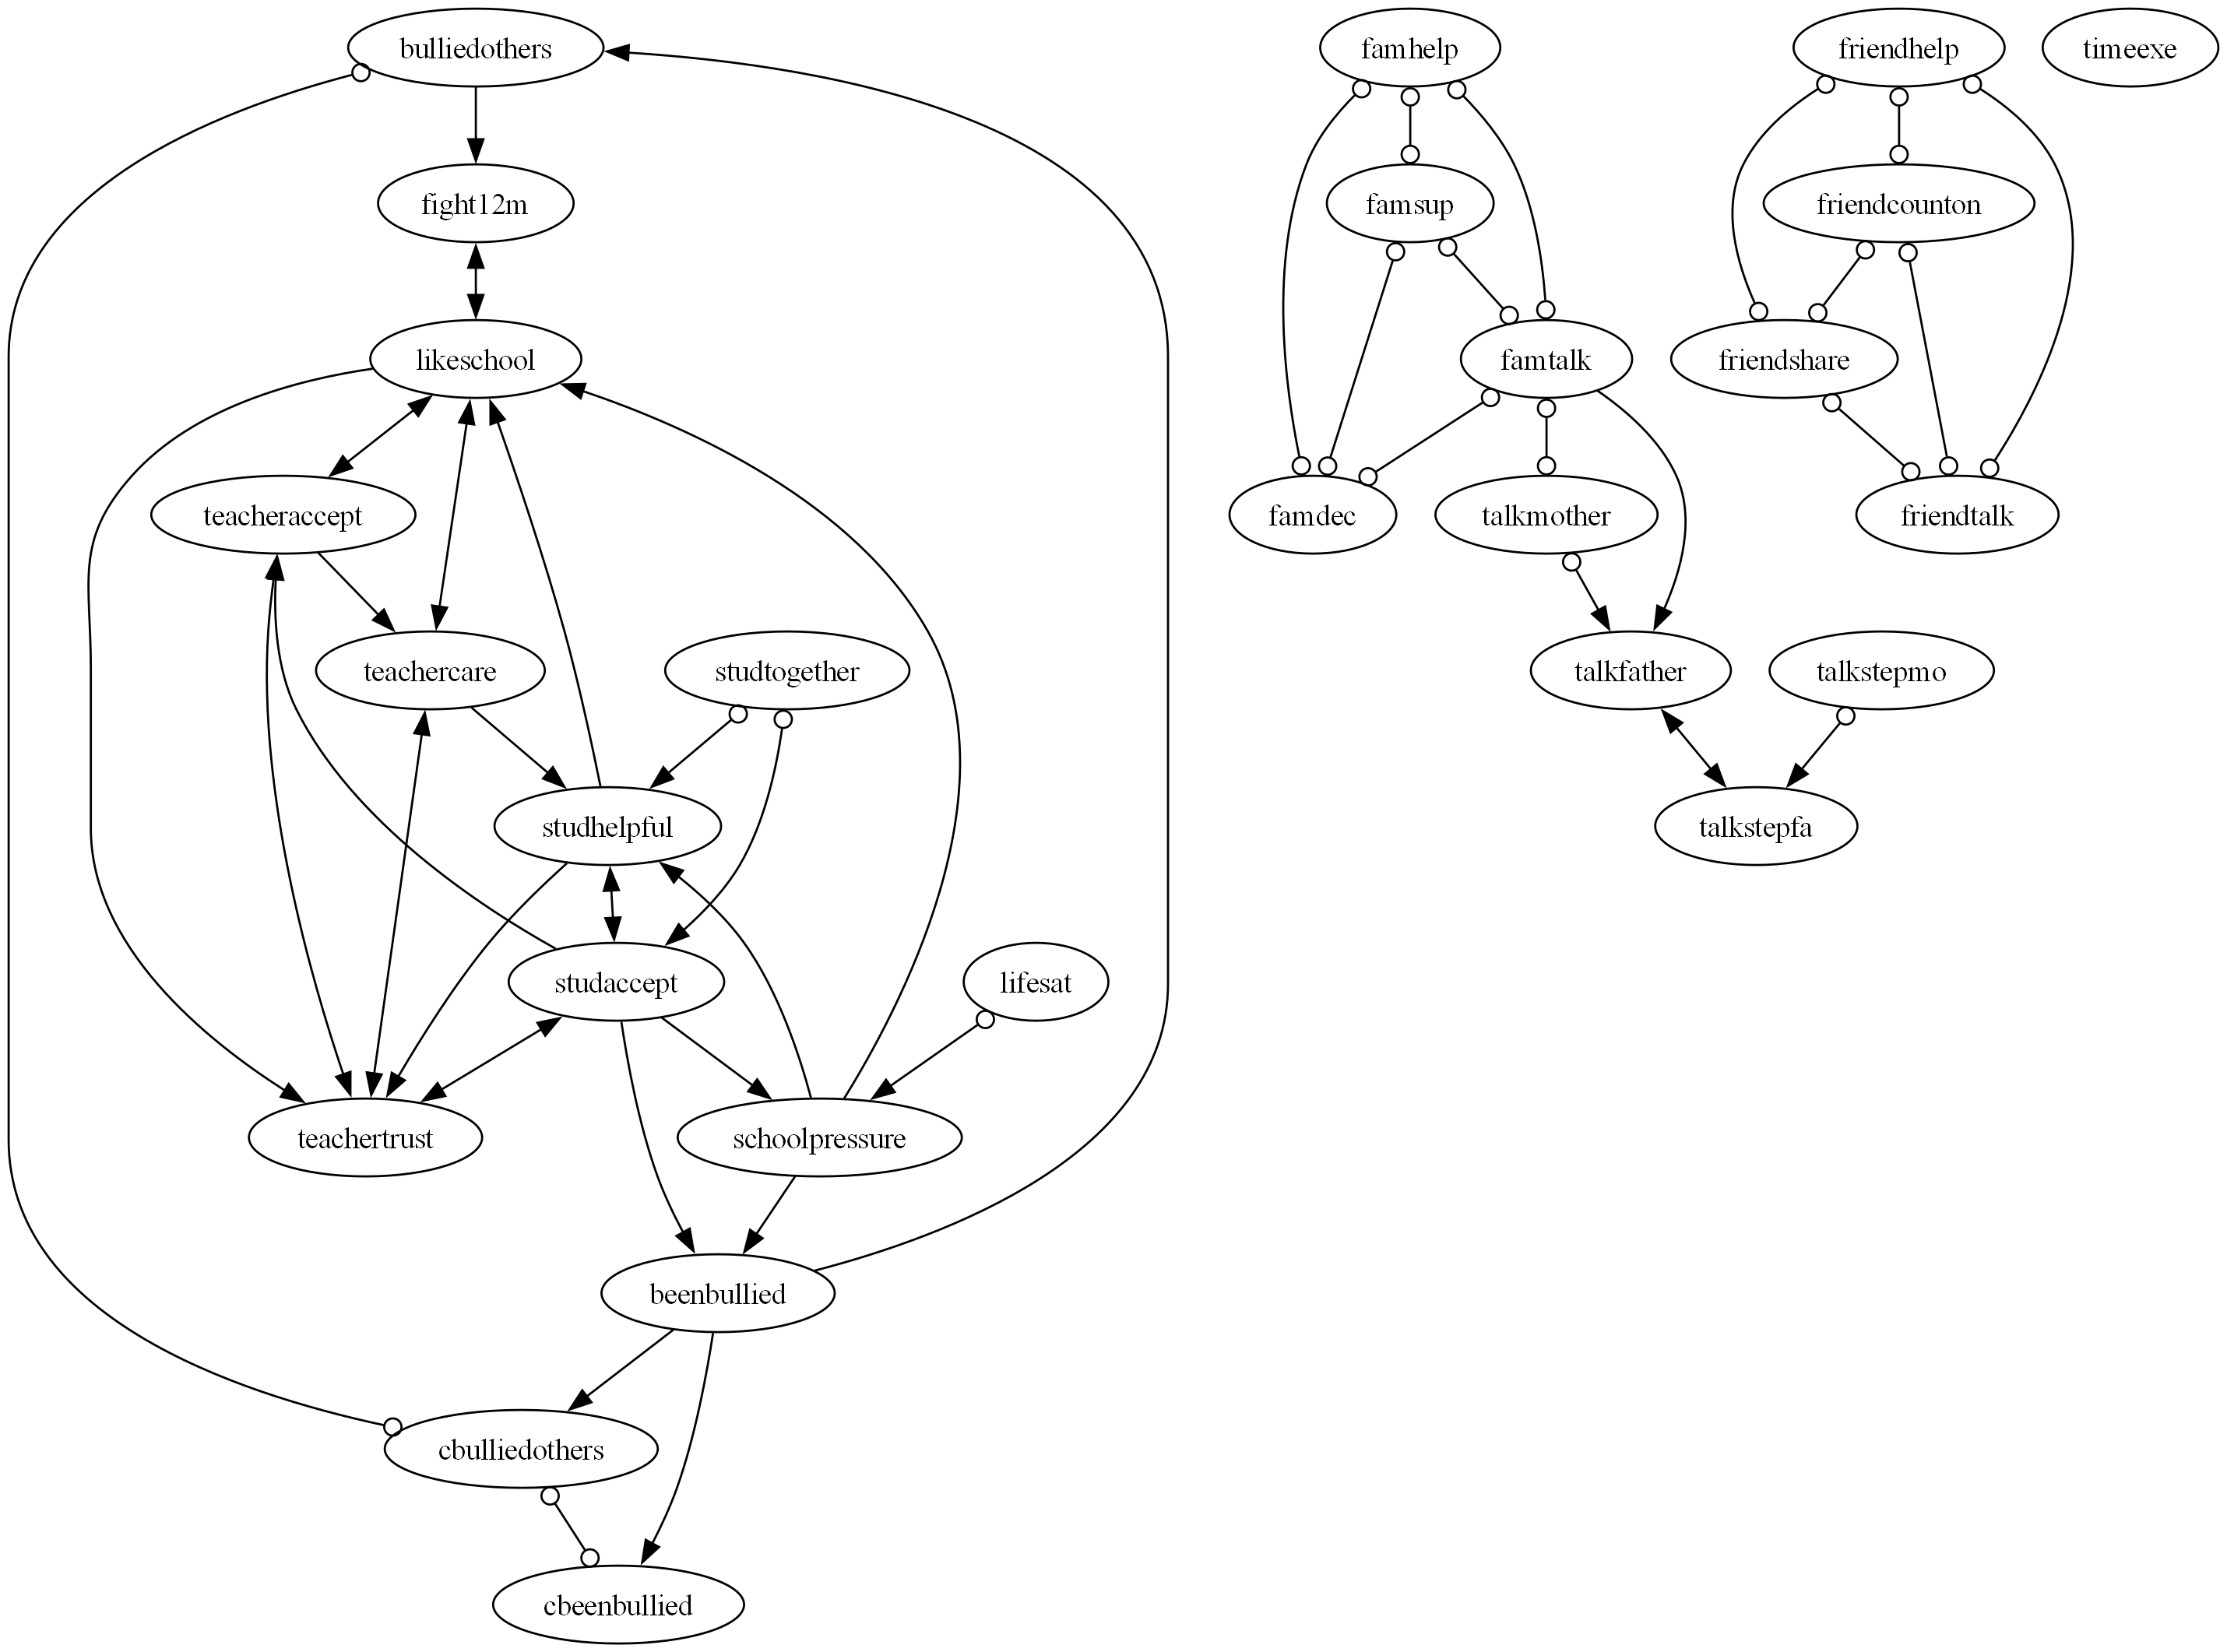 bulliedothers
famhelp
friendhelp
timeexe
fight12m
famsup
friendcounton
likeschool
famtalk
friendshare
teacheraccept
famdec
talkmother
friendtalk
teachercare
studtogether
talkfather
talkstepmo
studhelpful
talkstepfa
studaccept
lifesat
teachertrust
schoolpressure
beenbullied
cbulliedothers
cbeenbullied